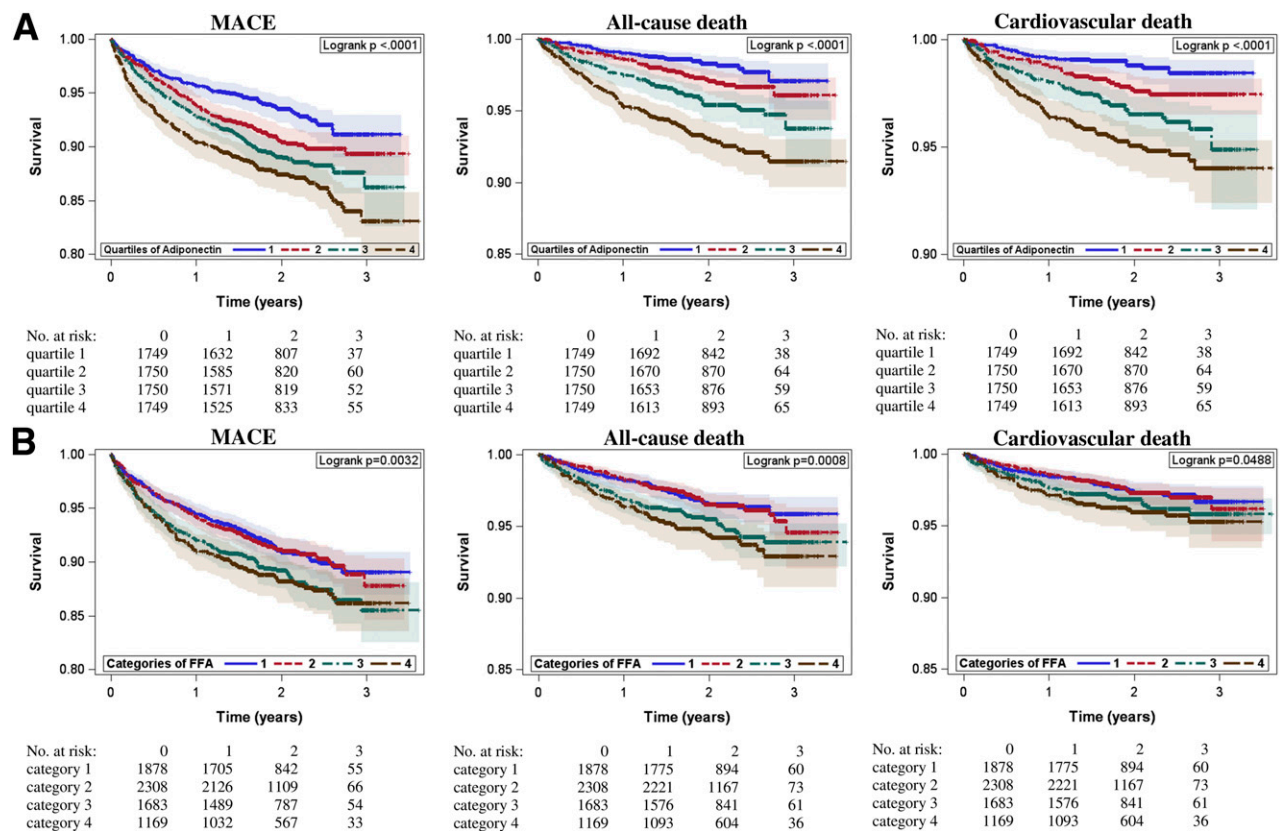 A
MACE
Logrank p <.0001
1.00
0.95
0.90
0.85
0.80
Survival
Quartiles of Adiponectin 1 2 3 4
0 1 2 3
Time (years)
No. at risk: 0 1 2 3
quartile 1 1749 1632 807 37
quartile 2 1750 1585 820 60
quartile 3 1750 1571 819 52
quartile 4 1749 1525 833 55
All-cause death
Logrank p <.0001
1.00
0.95
0.90
0.85
Survival
Quartiles of Adiponectin 1 2 3 4
0 1 2 3
Time (years)
No. at risk: 0 1 2 3
quartile 1 1749 1692 842 38
quartile 2 1750 1670 870 64
quartile 3 1750 1653 876 59
quartile 4 1749 1613 893 65
Cardiovascular death
Logrank p <.0001
1.00
0.95
0.90
Survival
Quartiles of Adiponectin 1 2 3 4
0 1 2 3
Time (years)
No. at risk: 0 1 2 3
quartile 1 1749 1692 842 38
quartile 2 1750 1670 870 64
quartile 3 1750 1653 876 59
quartile 4 1749 1613 893 65
B
MACE
Logrank p=0.0032
1.00
0.95
0.90
0.85
0.80
Survival
Categories of FFA 1 2 3 4
0 1 2 3
Time (years)
No. at risk: 0 1 2 3
category 1 1878 1705 842 55
category 2 2308 2126 1109 66
category 3 1683 1489 787 54
category 4 1169 1032 567 33
All-cause death
Logrank p=0.0008
1.00
0.95
0.90
0.85
Survival
Categories of FFA 1 2 3 4
0 1 2 3
Time (years)
No. at risk: 0 1 2 3
category 1 1878 1775 894 60
category 2 2308 2221 1167 73
category 3 1683 1576 841 61
category 4 1169 1093 604 36
Cardiovascular death
Logrank p=0.0488
1.00
0.95
0.90
0.85
Survival
Categories of FFA 1 2 3 4
0 1 2 3
Time (years)
No. at risk: 0 1 2 3
category 1 1878 1775 894 60
category 2 2308 2221 1167 73
category 3 1683 1576 841 61
category 4 1169 1093 604 36